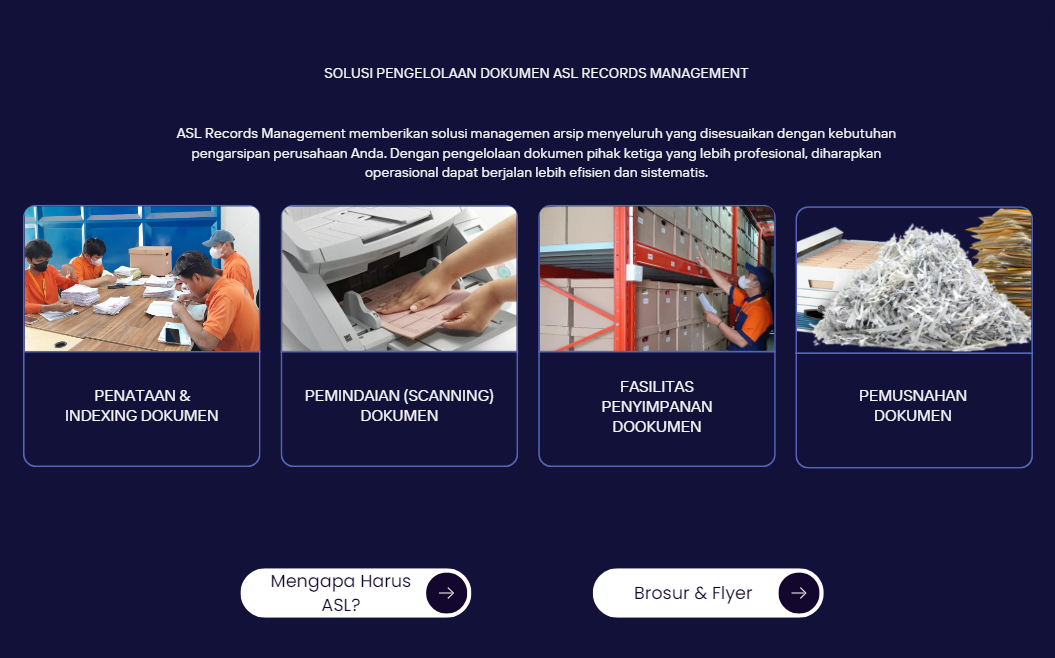 SOLUSI PENGELOLAAN DOKUMEN ASL RECORDS MANAGEMENT
ASL Records Management memberikan solusi managemen arsip menyeluruh yang disesuaikan dengan kebutuhan
pengarsipan perusahaan Anda. Dengan pengelolaan dokumen pihak ketiga yang lebih profesional, diharapkan
operasional dapat berjalan lebih efisien dan sistematis.
PENATAAN &
INDEXING DOKUMEN
PEMINDAIAN (SCANNING)
DOKUMEN
FASILITAS
PENYIMPANAN
DOOKUMEN
PEMUSNAHAN
DOKUMEN
Mengapa Harus
ASL?
Brosur & Flyer